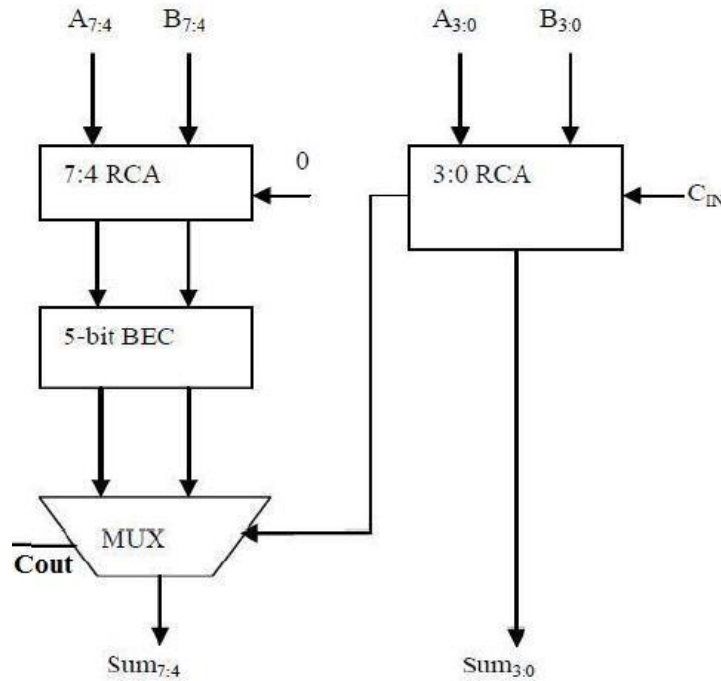 A7:4 B7:4 A3:0 B3:0
7:4 RCA
0
3:0 RCA
CIN
5-bit BEC
MUX
Cout
Sum7:4
Sum3:0